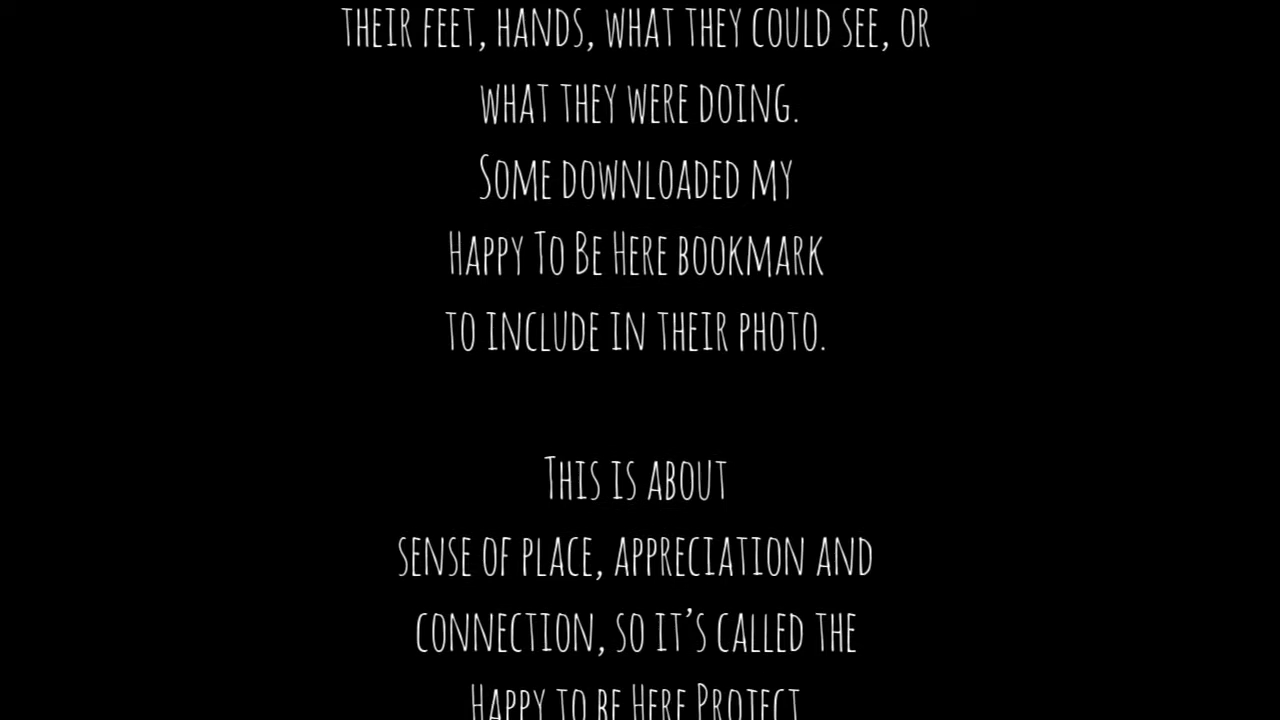 THEIR FEET, HANDS, WHAT THEY COULD SEE, OR
WHAT THEY WERE DOING.
SOME DOWNLOADED MY
HAPPY TO BE HERE BOOKMARK
TO INCLUDE IN THEIR PHOTO.
THIS IS ABOUT
SENSE OF PLACE, APPRECIATION AND
CONNECTION, SO IT'S CALLED THE
HAPPY TO BE HERE PROJECT